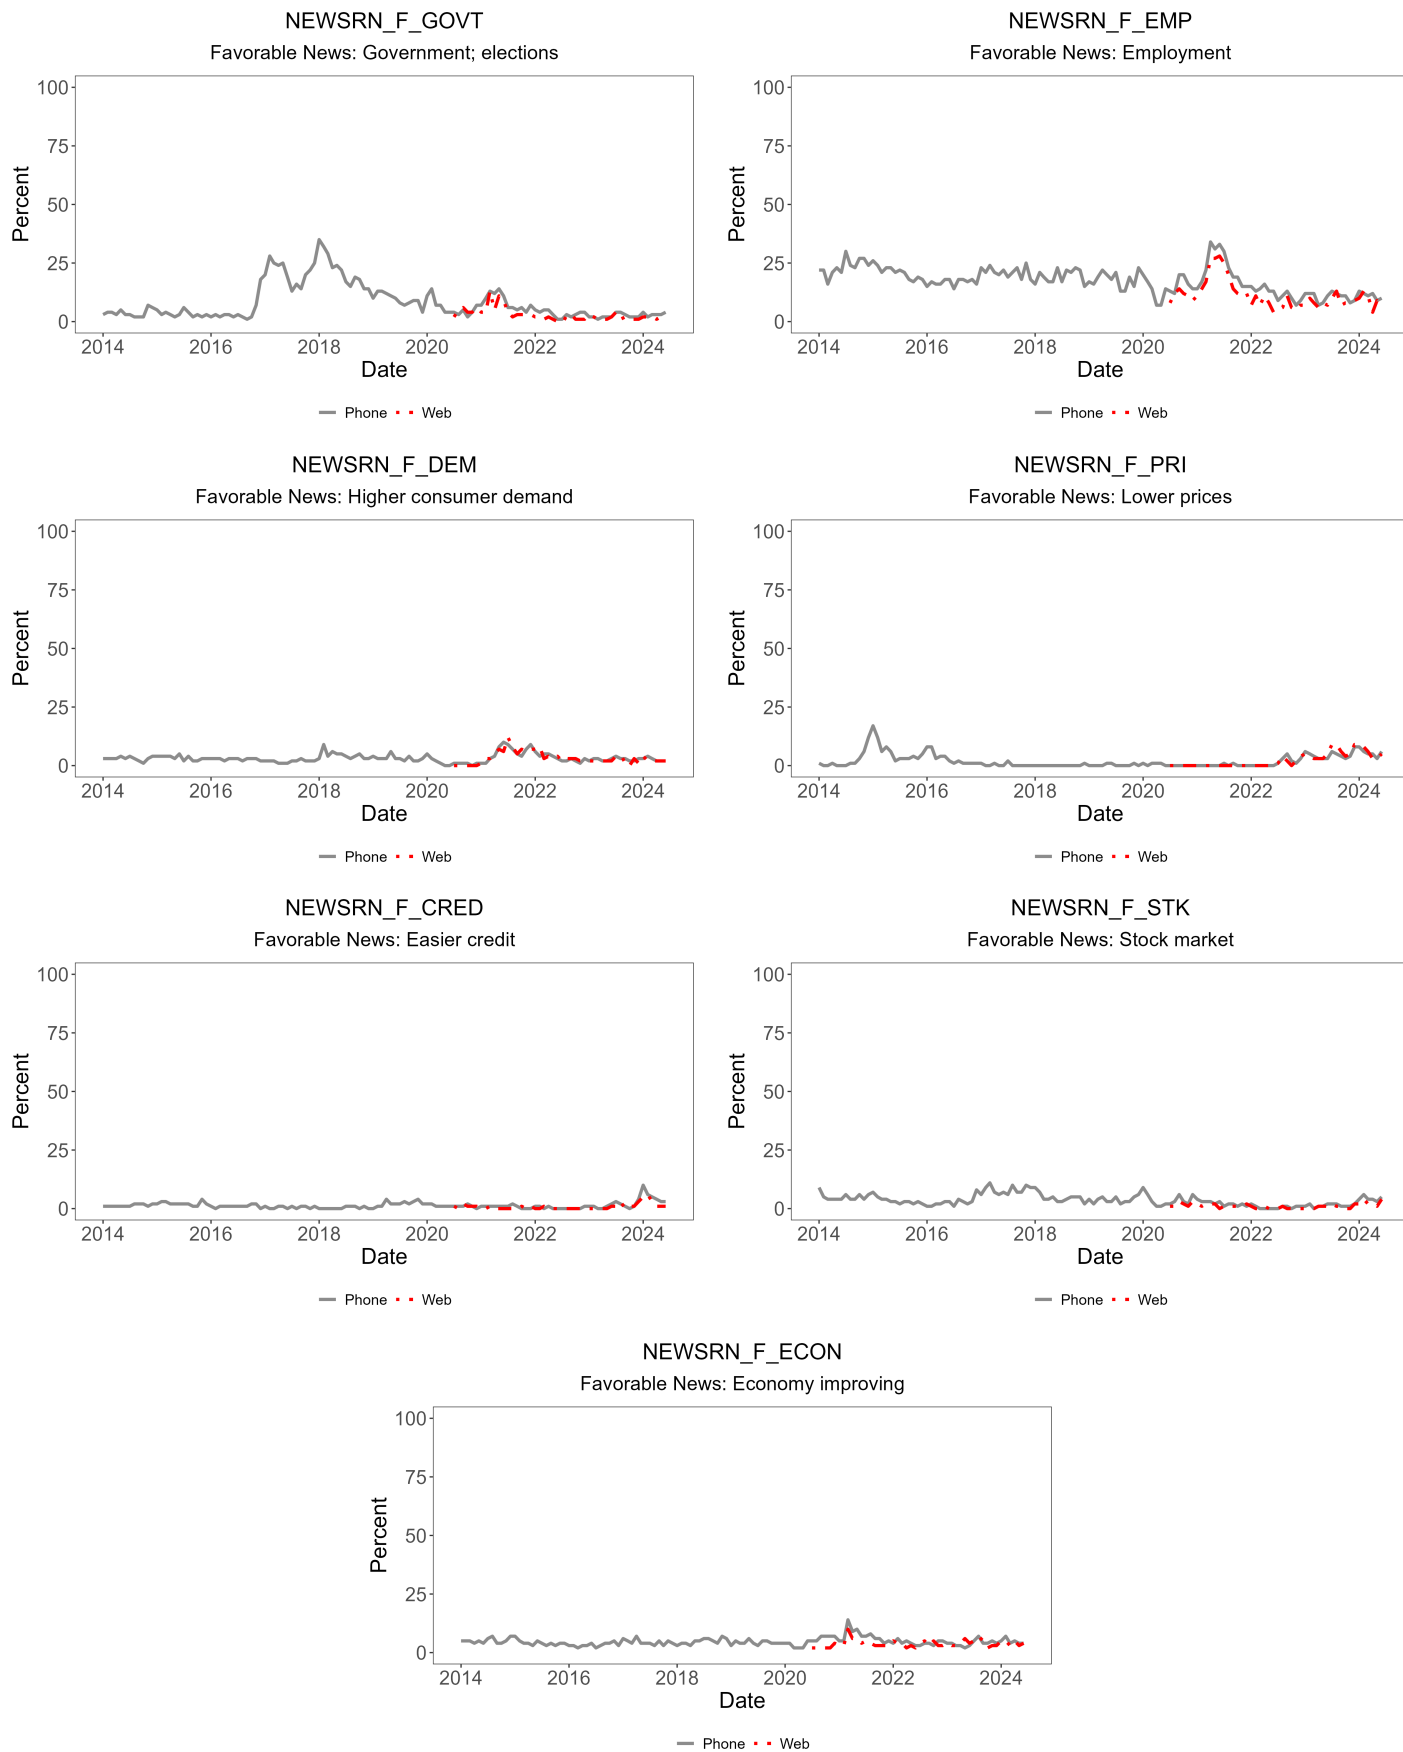 NEWSRN_F_GOVT
Favorable News: Government; elections
100
75
50
25
0
Percent
2014 2016 2018 2020 2022 2024
Date
Phone Web
NEWSRN_F_EMP
Favorable News: Employment
100
75
50
25
0
Percent
2014 2016 2018 2020 2022 2024
Date
Phone Web
NEWSRN_F_DEM
Favorable News: Higher consumer demand
100
75
50
25
0
Percent
2014 2016 2018 2020 2022 2024
Date
Phone Web
NEWSRN_F_PRI
Favorable News: Lower prices
100
75
50
25
0
Percent
2014 2016 2018 2020 2022 2024
Date
Phone Web
NEWSRN_F_CRED
Favorable News: Easier credit
100
75
50
25
0
Percent
2014 2016 2018 2020 2022 2024
Date
Phone Web
NEWSRN_F_STK
Favorable News: Stock market
100
75
50
25
0
Percent
2014 2016 2018 2020 2022 2024
Date
Phone Web
NEWSRN_F_ECON
Favorable News: Economy improving
100
75
50
25
0
Percent
2014 2016 2018 2020 2022 2024
Date
Phone Web